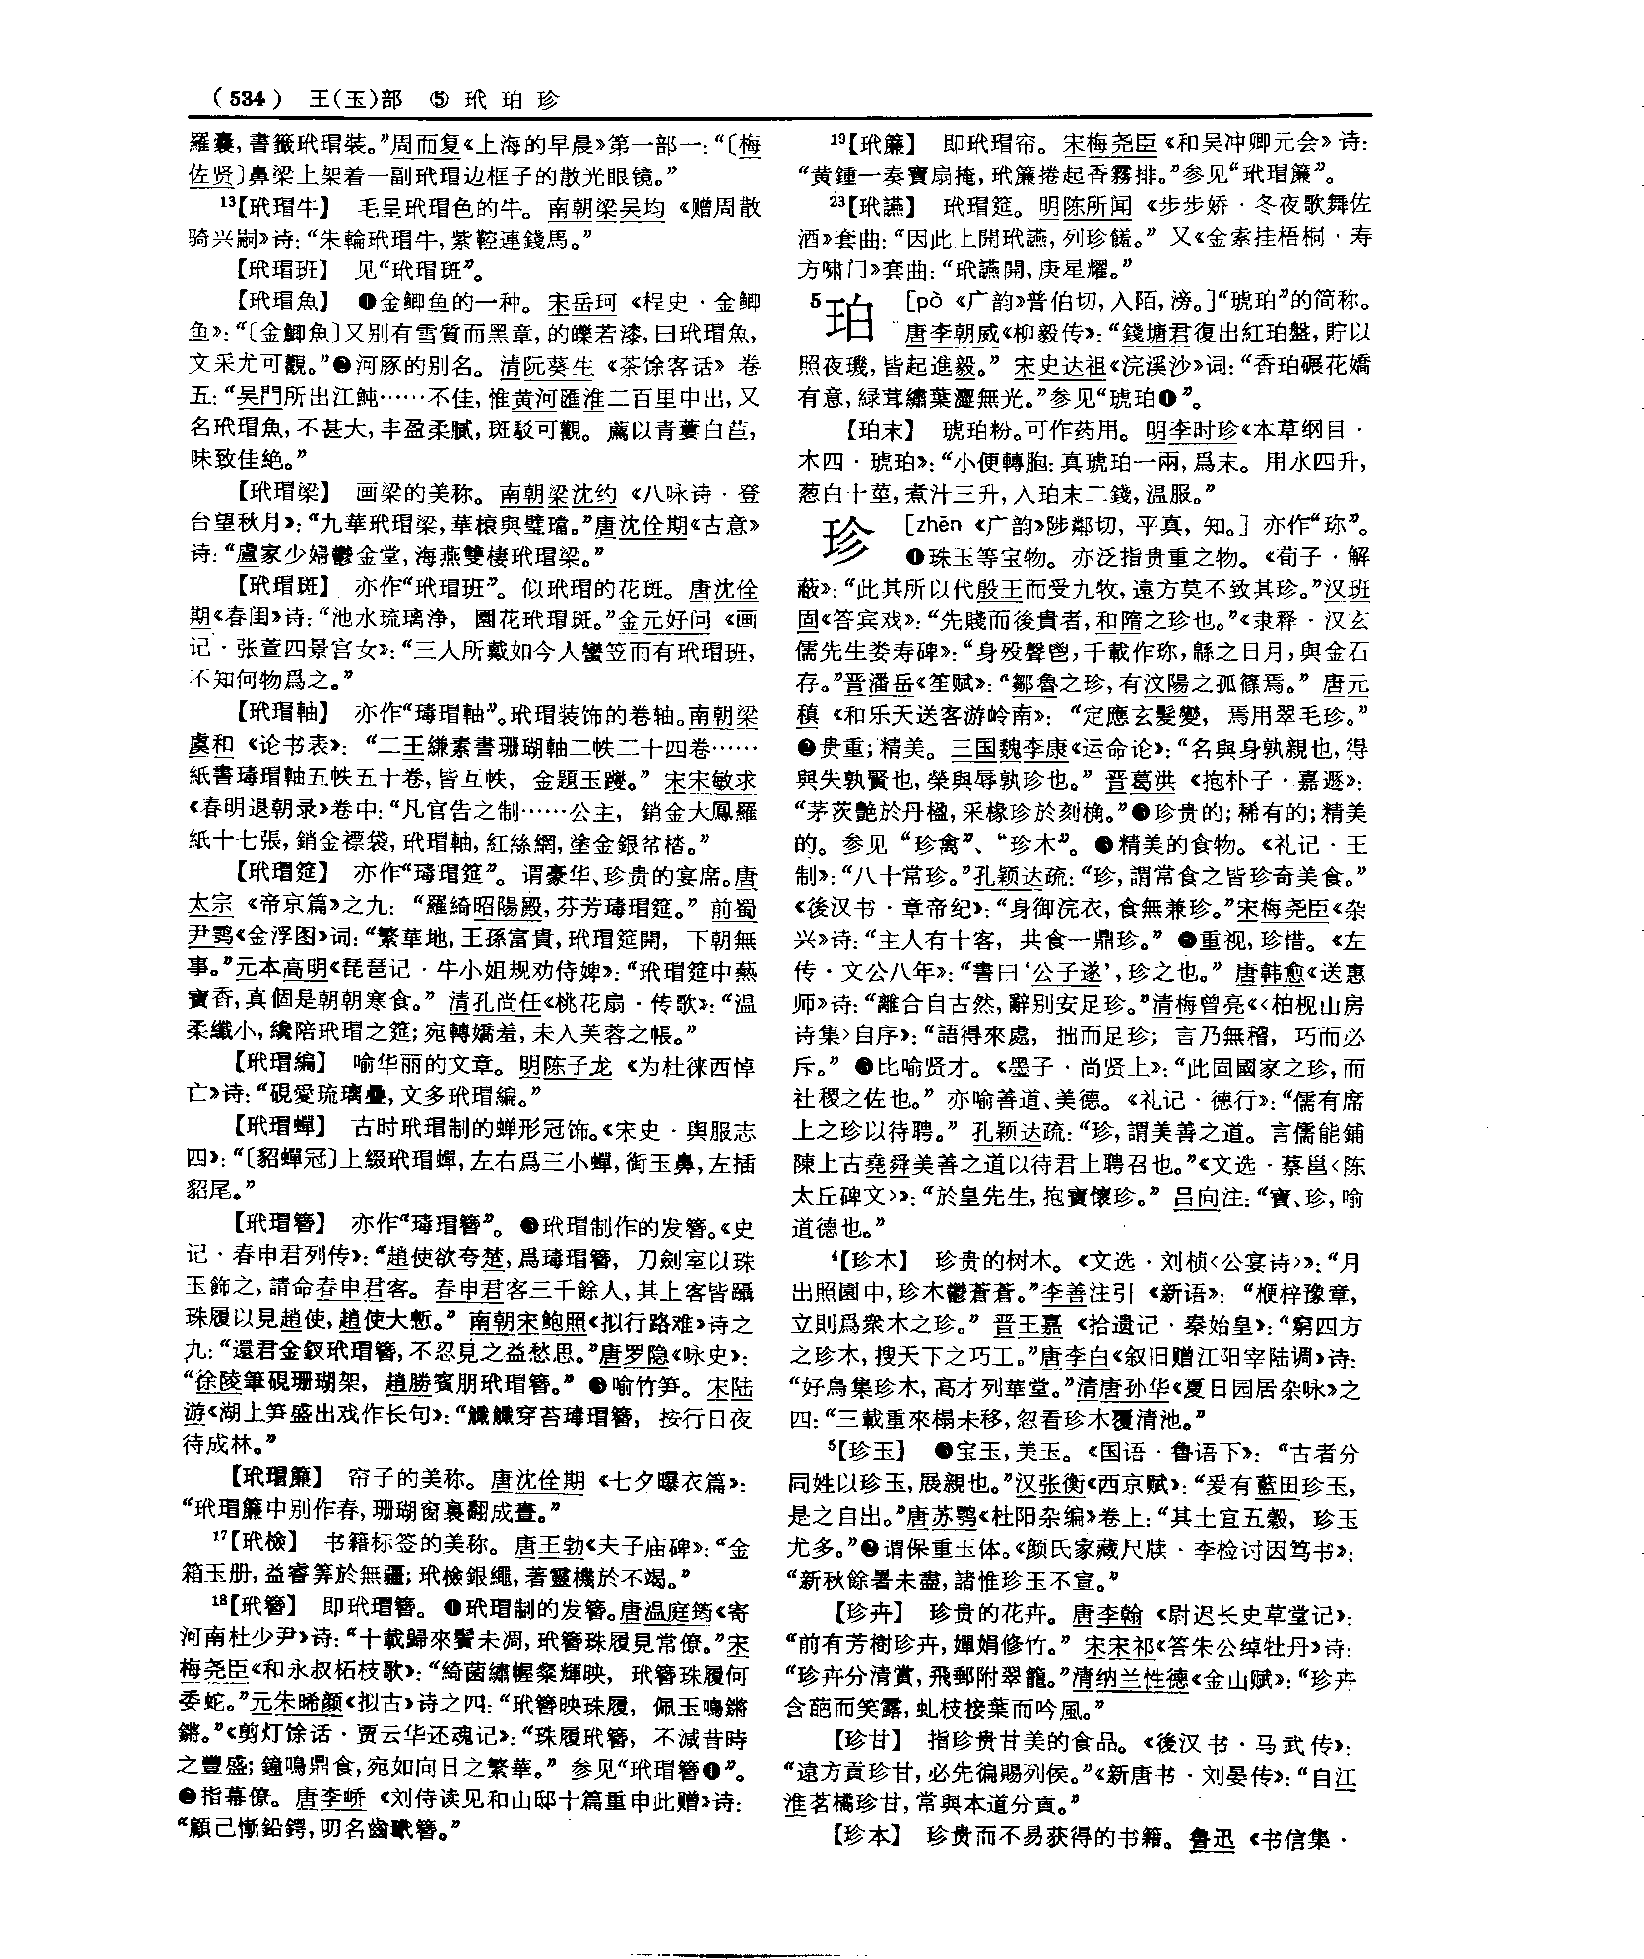 (534) 王(玉)部 ⑤ 玳珀珍
羅囊,書籤玳瑁裝。”周而复《上海的早晨》第一部一:“〔梅
佐贤〕鼻梁上架着一副玳瑁边框子的散光眼镜。”
¹³【玳瑁牛】 毛呈玳瑁色的牛。南朝梁吴均《赠周散
骑兴嗣》诗:“朱輪玳瑁牛,紫鞚連錢馬。”
【玳瑁班】 见“玳瑁斑”。
【玳瑁魚】 ❶金鲫鱼的一种。宋岳珂《桯史·金鲫
鱼》:“〔金鯽魚〕又别有雪質而黑章,的皪若漆,曰玳瑁魚,
文采尤可觀。”❷河豚的别名。清阮葵生《茶馀客话》卷
五:“吴門所出江魨……不佳,惟黄河匯淮二百里中出,又
名玳瑁魚,不甚大,丰盈柔膩,斑駁可觀。薦以青蔞白苣,
味致佳絶。”
【玳瑁梁】 画梁的美称。南朝梁沈约《八咏诗·登
台望秋月》:“九華玳瑁梁,華榱與璧璫。”唐沈佺期《古意》
诗:“盧家少婦鬱金堂,海燕雙棲玳瑁梁。”
【玳瑁斑】 亦作“玳瑁班”。似玳瑁的花斑。唐沈佺
期《春闺》诗:“池水琉璃净,園花玳瑁斑。”金元好问《画
记·张萱四景宫女》:“三人所戴如今人蠻笠而有玳瑁班,
不知何物爲之。”
【玳瑁軸】 亦作“瑇瑁軸”。玳瑁装饰的卷轴。南朝梁
虞和《论书表》:“二王縑素書珊瑚軸二帙二十四卷……
紙書瑇瑁軸五帙五十卷,皆互帙,金題玉躞。”宋宋敏求
《春明退朝录》卷中:“凡官告之制……公主,銷金大鳳羅
紙十七張,銷金褾袋,玳瑁軸,紅絲網,塗金銀帉錔。”
【玳瑁筵】 亦作“瑇瑁筵”。谓豪华、珍贵的宴席。唐
太宗《帝京篇》之九:“羅綺昭陽殿,芬芳瑇瑁筵。”前蜀
尹鹗《金浮图》词:“繁華地,王孫富貴,玳瑁筵開,下朝無
事。”元本高明《琵琶记·牛小姐规劝侍婢》:“玳瑁筵中爇
寳香,真個是朝朝寒食。”清孔尚任《桃花扇·传歌》:“温
柔纖小,纔陪玳瑁之筵;宛轉嬌羞,未入芙蓉之帳。”
【玳瑁編】 喻华丽的文章。明陈子龙《为杜徕西悼
亡》诗:“硯愛琉璃疊,文多玳瑁編。”
【玳瑁蟬】 古时玳瑁制的蝉形冠饰。《宋史·舆服志
四》:“〔貂蟬冠〕上綴玳瑁蟬,左右爲三小蟬,銜玉鼻,左插
貂尾。”
【玳瑁簪】 亦作“瑇瑁簪”。❶玳瑁制作的发簪。《史
记·春申君列传》:“趙使欲夸楚,爲瑇瑁簪,刀劍室以珠
玉飾之,請命春申君客。春申君客三千餘人,其上客皆躡
珠履以見趙使,趙使大慙。”南朝宋鲍照《拟行路难》诗之
九:“還君金釵玳瑁簪,不忍見之益愁思。”唐罗隐《咏史》:
“徐陵筆硯珊瑚架,趙勝賓朋玳瑁簪。”❷喻竹笋。宋陆
游《湖上笋盛出戏作长句》:“觿觿穿苔瑇瑁簪,按行日夜
待成林。”
【玳瑁簾】 帘子的美称。唐沈佺期《七夕曝衣篇》:
“玳瑁簾中别作春,珊瑚窗裏翻成晝。”
¹⁷【玳檢】 书籍标签的美称。唐王勃《夫子庙碑》:“金
箱玉册,益睿筭於無疆;玳檢銀繩,著靈機於不竭。”
¹⁸【玳簪】 即玳瑁簪。❶玳瑁制的发簪。唐温庭筠《寄
河南杜少尹》诗:“十載歸來鬢未凋,玳簪珠履見常僚。”宋
梅尧臣《和永叔柘枝歌》:“綺茵繡幄粲輝映,玳簪珠履何
委蛇。”元朱晞颜《拟古》诗之四:“玳簪映珠履,佩玉鳴鏘
鏘。”《剪灯馀话·贾云华还魂记》:“珠履玳簪,不減昔時
之豐盛;鐘鳴鼎食,宛如向日之繁華。”参见“玳瑁簪❶”。
❷指幕僚。唐李峤《刘侍读见和山邸十篇重申此赠》诗:
“顧己慚鉛鍔,叨名齒玳簪。”
¹⁹【玳簾】 即玳瑁帘。宋梅尧臣《和吴冲卿元会》诗:
“黄鍾一奏寳扇掩,玳簾捲起香霧排。”参见“玳瑁簾”。
²³【玳讌】 玳瑁筵。明陈所闻《步步娇·冬夜歌舞佐
酒》套曲:“因此上開玳讌,列珍饈。”又《金索挂梧桐·寿
方啸门》套曲:“玳讌開,庚星耀。”
⁵珀 [pò《广韵》普伯切,入陌,滂。]“琥珀”的简称。
唐李朝威《柳毅传》:“錢塘君復出紅珀盤,貯以
照夜璣,皆起進毅。”宋史达祖《浣溪沙》词:“香珀碾花嬌
有意,緑茸繡葉澀無光。”参见“琥珀❶”。
【珀末】 琥珀粉。可作药用。明李时珍《本草纲目·
木四·琥珀》:“小便轉胞:真琥珀一兩,爲末。用水四升,
葱白十莖,煮汁三升,入珀末二錢,温服。”
珍 [zhēn《广韵》陟鄰切,平真,知。]亦作“珎”。
❶珠玉等宝物。亦泛指贵重之物。《荀子·解
蔽》:“此其所以代殷王而受九牧,遠方莫不致其珍。”汉班
固《答宾戏》:“先賤而後貴者,和隋之珍也。”《隶释·汉玄
儒先生娄寿碑》:“身殁聲鬯,千載作珎,緜之日月,與金石
存。”晋潘岳《笙赋》:“鄒魯之珍,有汶陽之孤篠焉。”唐元
稹《和乐天送客游岭南》:“定應玄髮變,焉用翠毛珍。”
❷贵重;精美。三国魏李康《运命论》:“名與身孰親也,得
與失孰賢也,榮與辱孰珍也。”晋葛洪《抱朴子·嘉遯》:
“茅茨艷於丹楹,采椽珍於刻桷。”❸珍贵的;稀有的;精美
的。参见“珍禽”、“珍木”。❹精美的食物。《礼记·王
制》:“八十常珍。”孔颖达疏:“珍,謂常食之皆珍奇美食。”
《後汉书·章帝纪》:“身御浣衣,食無兼珍。”宋梅尧臣《杂
兴》诗:“主人有十客,共食一鼎珍。”❺重视,珍惜。《左
传·文公八年》:“書曰‘公子遂’,珍之也。”唐韩愈《送惠
师》诗:“離合自古然,辭别安足珍。”清梅曾亮《〈柏枧山房
诗集〉自序》:“語得來處,拙而足珍;言乃無稽,巧而必
斥。”❻比喻贤才。《墨子·尚贤上》:“此固國家之珍,而
社稷之佐也。”亦喻善道、美德。《礼记·德行》:“儒有席
上之珍以待聘。”孔颖达疏:“珍,謂美善之道。言儒能鋪
陳上古堯舜美善之道以待君上聘召也。”《文选·蔡邕〈陈
太丘碑文〉》:“於皇先生,抱寳懷珍。”吕向注:“寳、珍,喻
道德也。”
⁴【珍木】 珍贵的树木。《文选·刘桢〈公宴诗〉》:“月
出照園中,珍木鬱蒼蒼。”李善注引《新语》:“楩梓豫章,
立則爲衆木之珍。”晋王嘉《拾遗记·秦始皇》:“窮四方
之珍木,搜天下之巧工。”唐李白《叙旧赠江阳宰陆调》诗:
“好鳥集珍木,高才列華堂。”清唐孙华《夏日园居杂咏》之
四:“三載重來榻未移,忽看珍木覆清池。”
⁵【珍玉】 ❶宝玉,美玉。《国语·鲁语下》:“古者分
同姓以珍玉,展親也。”汉张衡《西京赋》:“爰有藍田珍玉,
是之自出。”唐苏鹗《杜阳杂编》卷上:“其土宜五穀,珍玉
尤多。”❷谓保重玉体。《颜氏家藏尺牍·李检讨因笃书》:
“新秋餘暑未盡,諸惟珍玉不宣。”
【珍卉】 珍贵的花卉。唐李翰《尉迟长史草堂记》:
“前有芳樹珍卉,嬋娟修竹。”宋宋祁《答朱公绰牡丹》诗:
“珍卉分清賞,飛郵附翠籠。”清纳兰性德《金山赋》:“珍卉
含葩而笑露,虬枝接葉而吟風。”
【珍甘】 指珍贵甘美的食品。《後汉书·马武传》:
“遠方貢珍甘,必先徧賜列侯。”《新唐书·刘晏传》:“自江
淮茗橘珍甘,常與本道分貢。”
【珍本】 珍贵而不易获得的书籍。鲁迅《书信集·